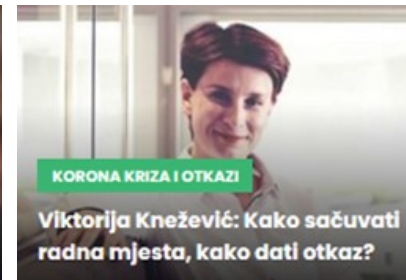 KORONA KRIZA I OTKAZI
Viktorija Knežević: Kako sačuvati
radna mjesta, kako dati otkaz?